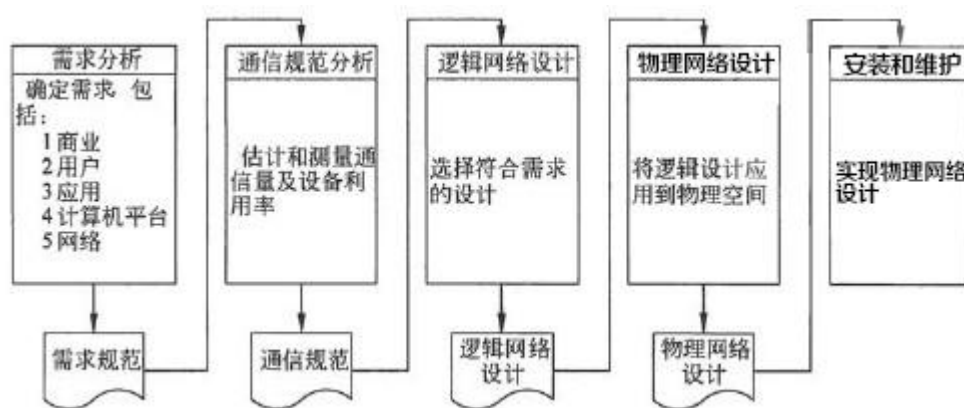 需求分析
确定需求 包
括：
1 商业
2 用户
3 应用
4 计算机平台
5 网络
需求规范
通信规范分析
估计和测量通
信量及设备利
用率
通信规范
逻辑网络设计
选择符合需求
的设计
逻辑网络
设计
物理网络设计
将逻辑设计应
用到物理空间
物理网络
设计
安装和维护
实现物理网络
设计